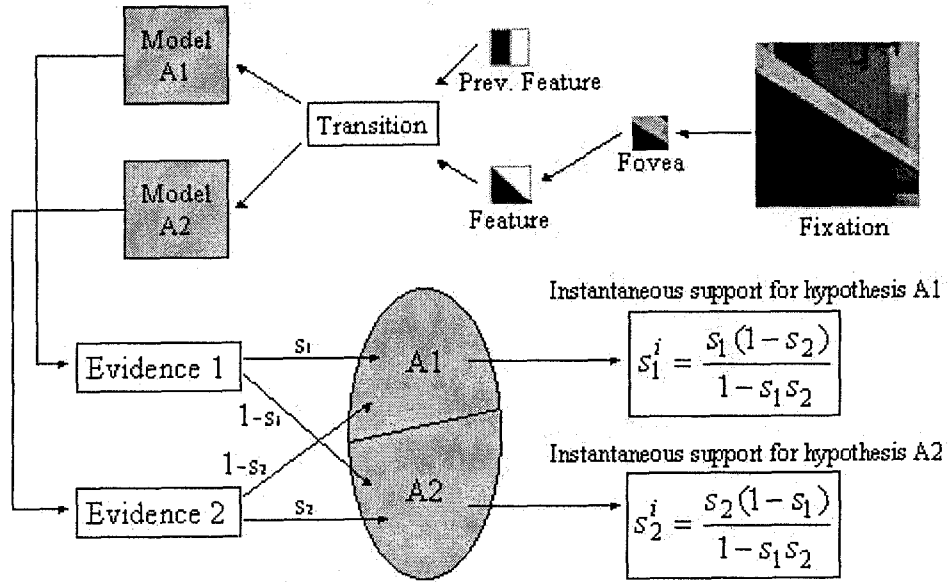 Model
A1
Prev. Feature
Transition
Fovea
Model
A2
Feature
Fixation
Instantaneous support for hypothesis A1
Evidence 1
s₁
A1
s₁ⁱ = s₁(1−s₂) / 1−s₁s₂
1-s₁
1-s₂
Instantaneous support for hypothesis A2
Evidence 2
s₂
A2
s₂ⁱ = s₂(1−s₁) / 1−s₁s₂